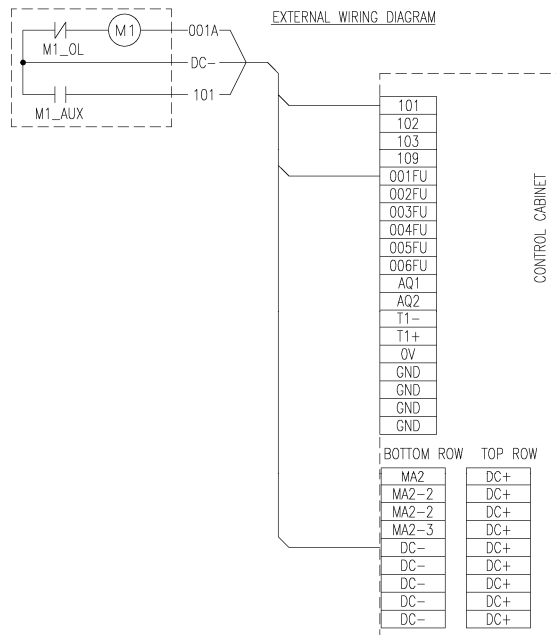 EXTERNAL WIRING DIAGRAM
M1
001A
M1_OL
DC-
101
M1_AUX
101
102
103
109
001FU
002FU
003FU
004FU
005FU
006FU
AQ1
AQ2
T1-
T1+
0V
GND
GND
GND
GND
CONTROL CABINET
BOTTOM ROW TOP ROW
MA2 DC+
MA2-2 DC+
MA2-2 DC+
MA2-3 DC+
DC- DC+
DC- DC+
DC- DC+
DC- DC+
DC- DC+